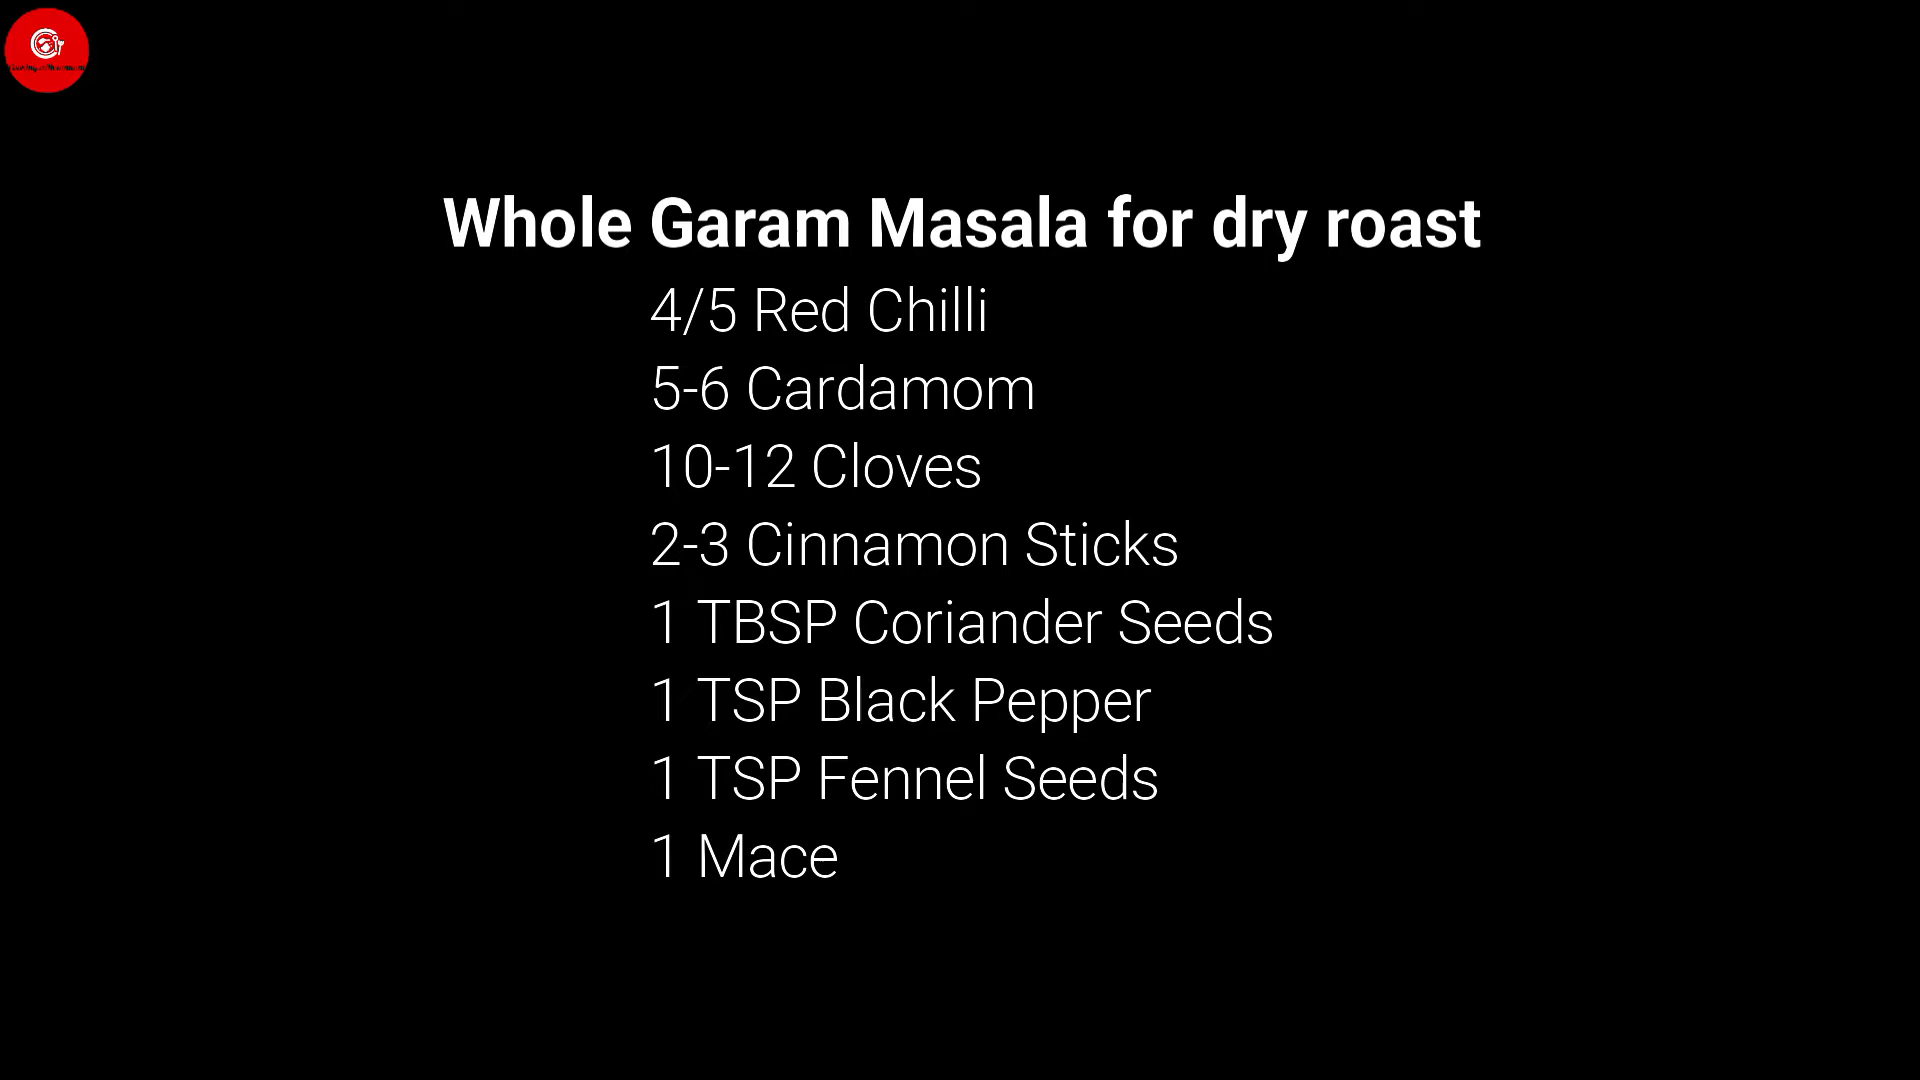 Whole Garam Masala for dry roast
4/5 Red Chilli
5-6 Cardamom
10-12 Cloves
2-3 Cinnamon Sticks
1 TBSP Coriander Seeds
1 TSP Black Pepper
1 TSP Fennel Seeds
1 Mace